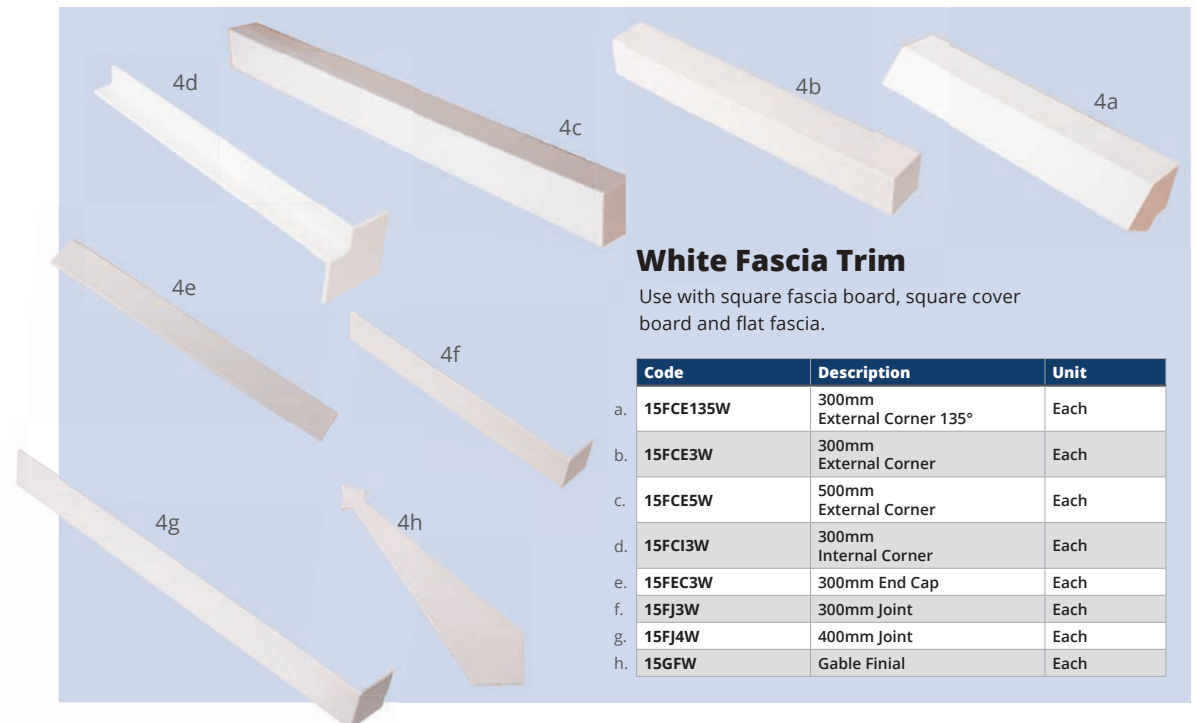 4d
4c
4b
4a
4e
4f
4g
4h
White Fascia Trim
Use with square fascia board, square cover
board and flat fascia.
Code Description Unit
a. 15FCE135W 300mm
External Corner 135° Each
b. 15FCE3W 300mm
External Corner Each
c. 15FCE5W 500mm
External Corner Each
d. 15FCI3W 300mm
Internal Corner Each
e. 15FEC3W 300mm End Cap Each
f. 15FJ3W 300mm Joint Each
g. 15FJ4W 400mm Joint Each
h. 15GFW Gable Finial Each